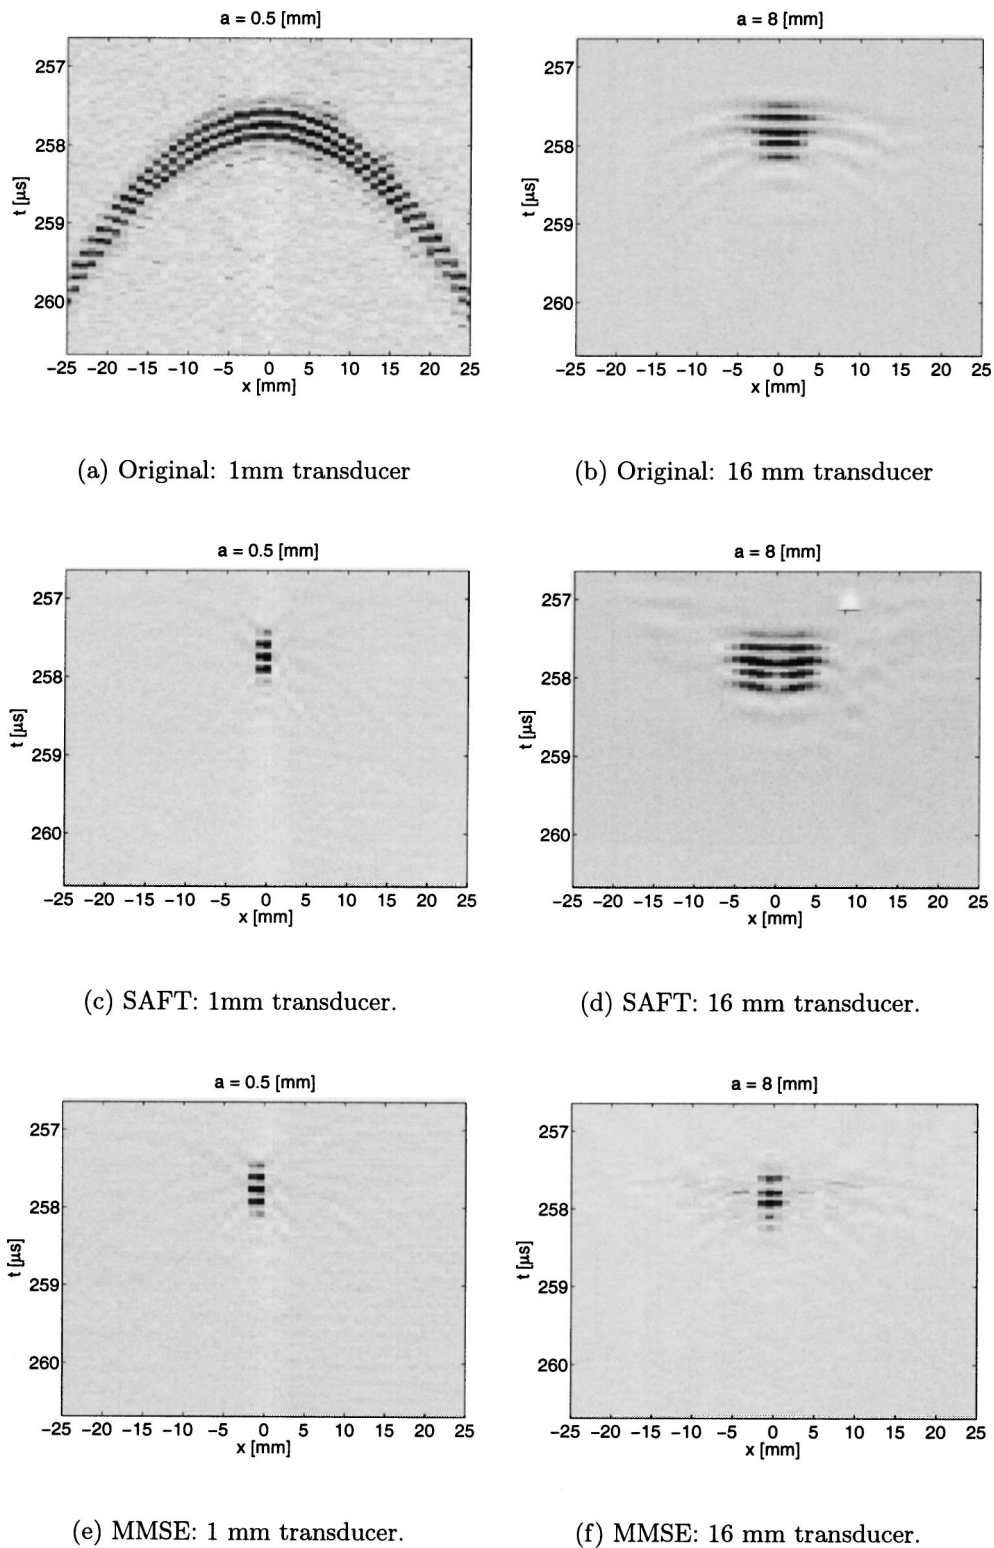 a = 0.5 [mm]
257
258
259
260
t [µs]
−25 −20 −15 −10 −5 0 5 10 15 20 25
x [mm]
(a) Original: 1mm transducer
a = 8 [mm]
257
258
259
260
t [µs]
−25 −20 −15 −10 −5 0 5 10 15 20 25
x [mm]
(b) Original: 16 mm transducer
a = 0.5 [mm]
257
258
259
260
t [µs]
−25 −20 −15 −10 −5 0 5 10 15 20 25
x [mm]
(c) SAFT: 1mm transducer.
a = 8 [mm]
257
258
259
260
t [µs]
−25 −20 −15 −10 −5 0 5 10 15 20 25
x [mm]
(d) SAFT: 16 mm transducer.
a = 0.5 [mm]
257
258
259
260
t [µs]
−25 −20 −15 −10 −5 0 5 10 15 20 25
x [mm]
(e) MMSE: 1 mm transducer.
a = 8 [mm]
257
258
259
260
t [µs]
−25 −20 −15 −10 −5 0 5 10 15 20 25
x [mm]
(f) MMSE: 16 mm transducer.